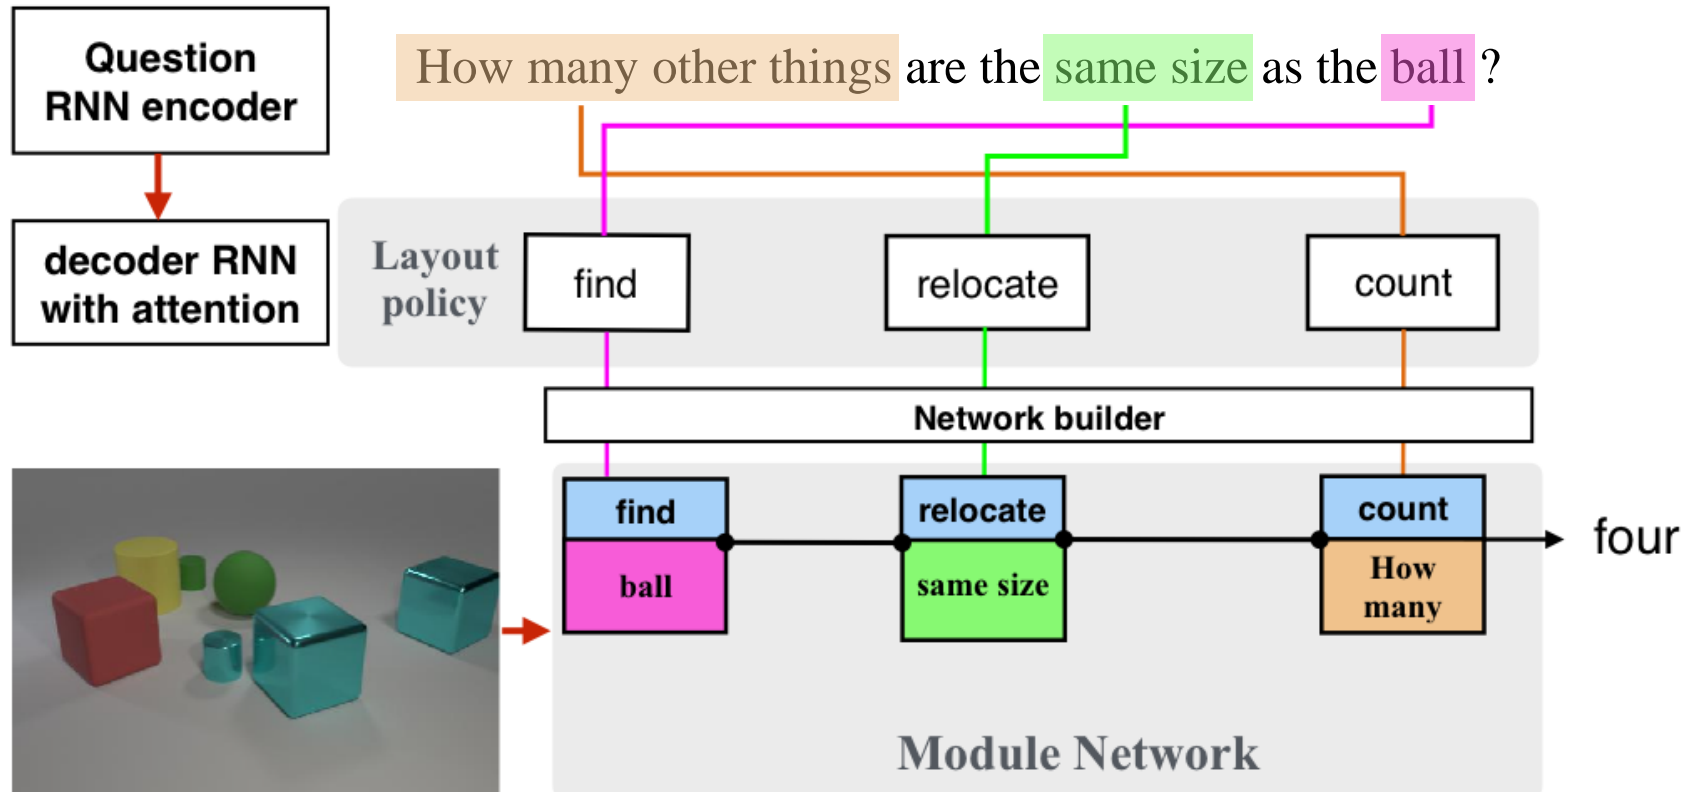 Question
RNN encoder
How many other things are the same size as the ball ?
decoder RNN
with attention
Layout
policy
find
relocate
count
Network builder
find
relocate
count
ball
same size
How
many
four
Module Network